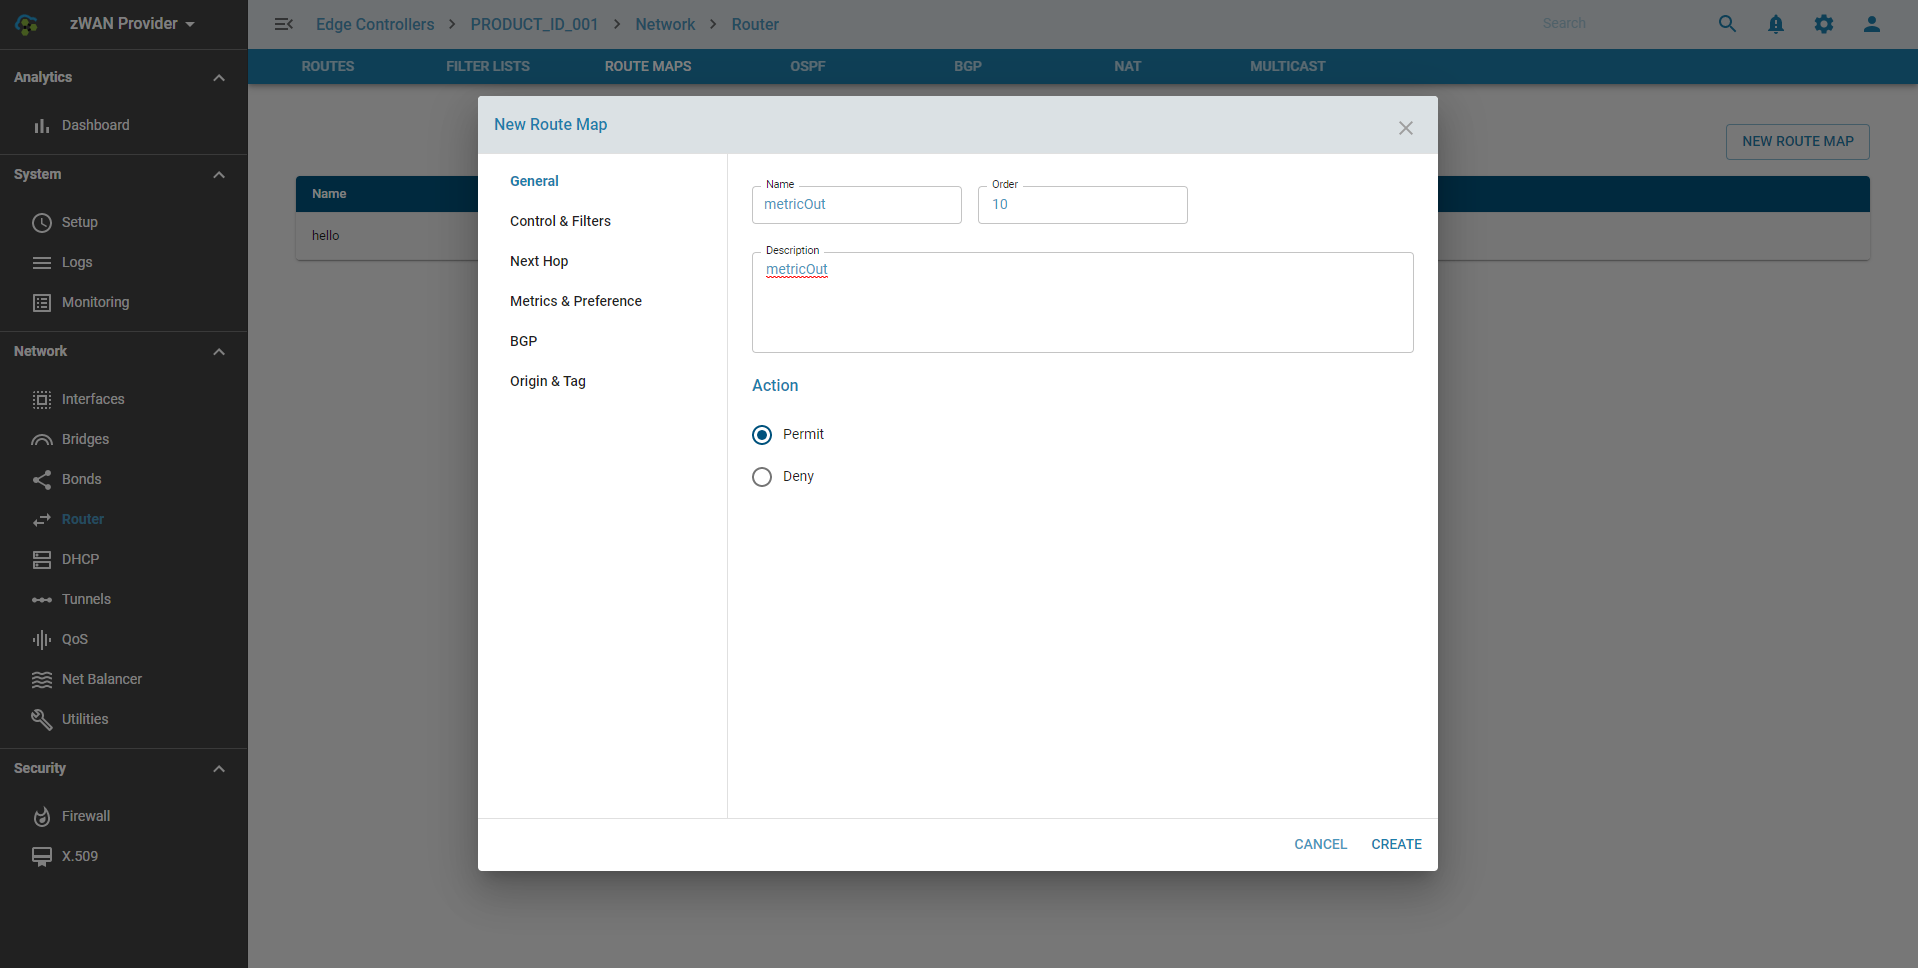 zWAN Provider
Edge Controllers > PRODUCT_ID_001 > Network > Router
Search
ROUTES FILTER LISTS ROUTE MAPS OSPF BGP NAT MULTICAST
Analytics
Dashboard
System
Setup
Logs
Monitoring
Network
Interfaces
Bridges
Bonds
Router
DHCP
Tunnels
QoS
Net Balancer
Utilities
Security
Firewall
X.509
NEW ROUTE MAP
Name
hello
New Route Map
General
Control & Filters
Next Hop
Metrics & Preference
BGP
Origin & Tag
Name
metricOut
Order
10
Description
metricOut
Action
Permit
Deny
CANCEL CREATE